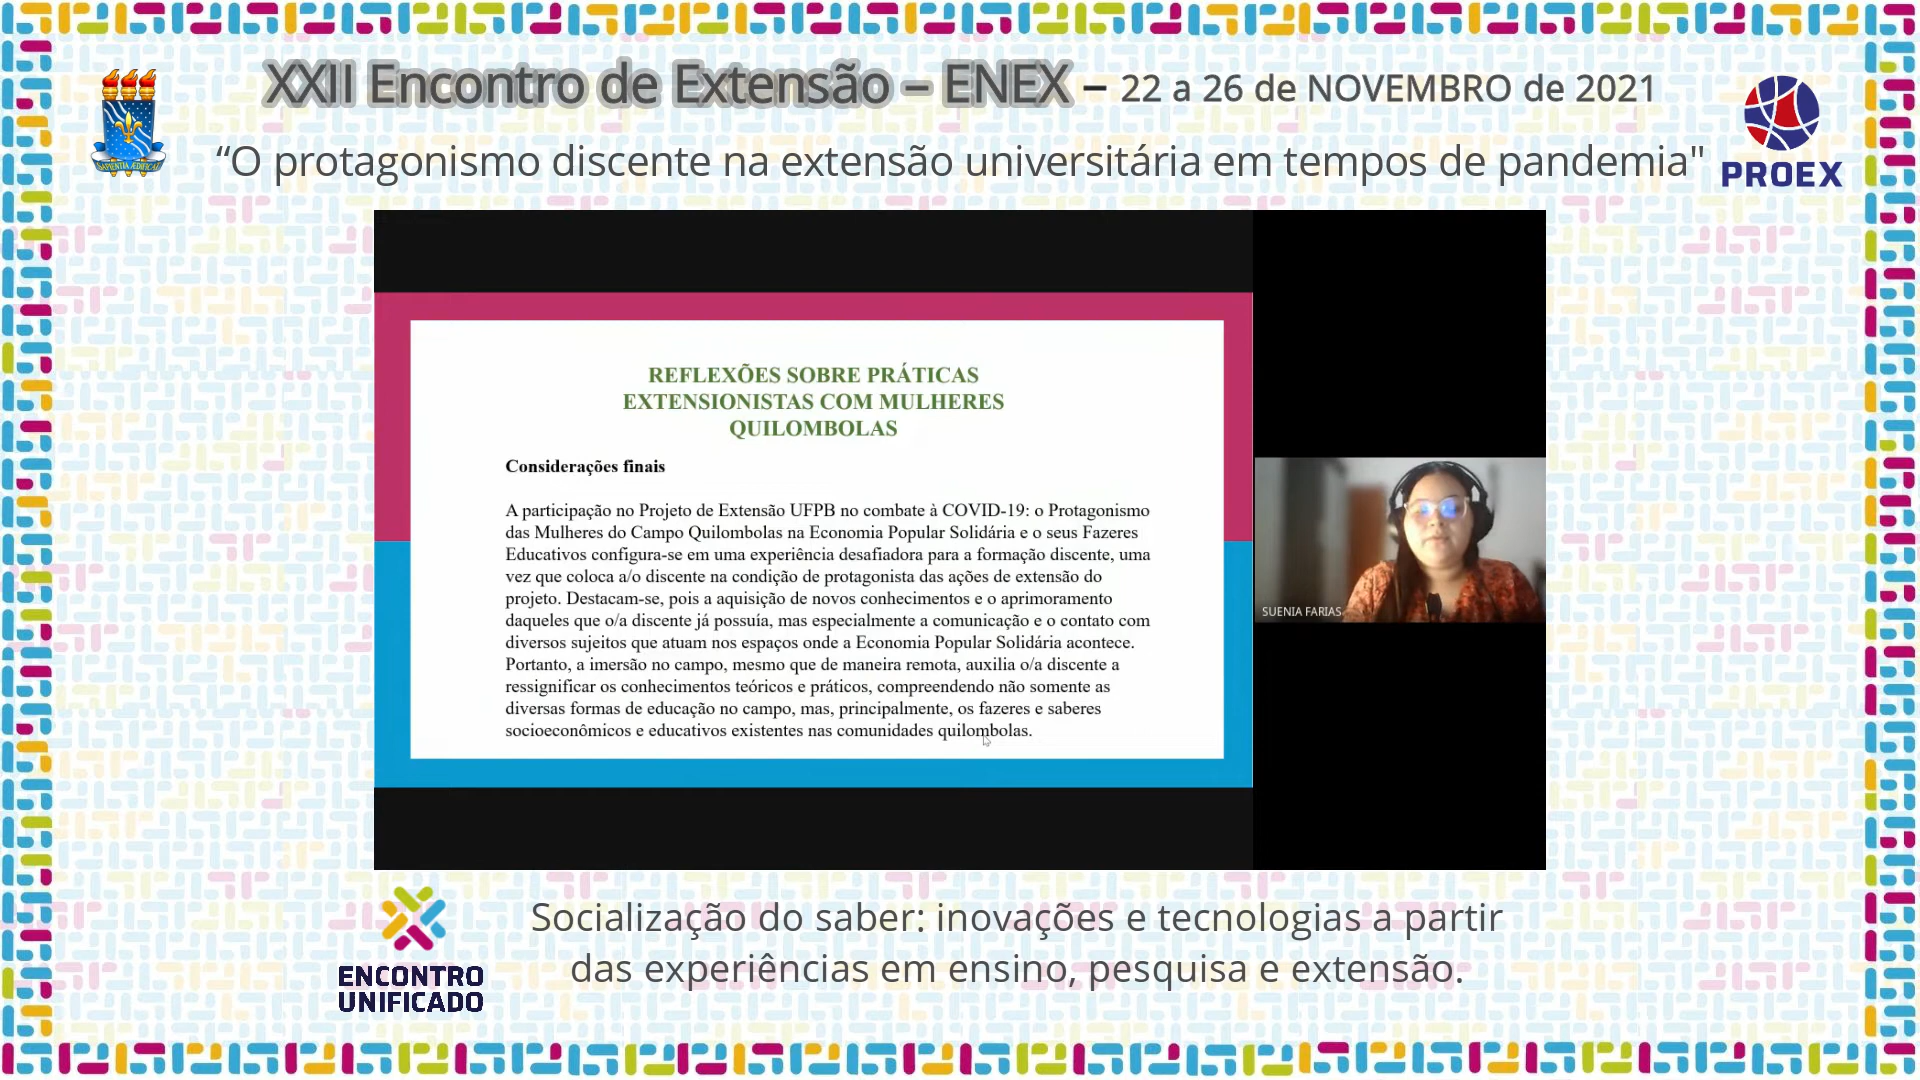 XXII Encontro de Extensão – ENEX – 22 a 26 de NOVEMBRO de 2021
“O protagonismo discente na extensão universitária em tempos de pandemia"
PROEX
SAPIENTIA ÆDIFICAT
REFLEXÕES SOBRE PRÁTICAS
EXTENSIONISTAS COM MULHERES
QUILOMBOLAS
Considerações finais
A participação no Projeto de Extensão UFPB no combate à COVID-19: o Protagonismo
das Mulheres do Campo Quilombolas na Economia Popular Solidária e o seus Fazeres
Educativos configura-se em uma experiência desafiadora para a formação discente, uma
vez que coloca a/o discente na condição de protagonista das ações de extensão do
projeto. Destacam-se, pois a aquisição de novos conhecimentos e o aprimoramento
daqueles que o/a discente já possuía, mas especialmente a comunicação e o contato com
diversos sujeitos que atuam nos espaços onde a Economia Popular Solidária acontece.
Portanto, a imersão no campo, mesmo que de maneira remota, auxilia o/a discente a
ressignificar os conhecimentos teóricos e práticos, compreendendo não somente as
diversas formas de educação no campo, mas, principalmente, os fazeres e saberes
socioeconômicos e educativos existentes nas comunidades quilombolas.
SUENIA FARIAS
ENCONTRO
UNIFICADO
Socialização do saber: inovações e tecnologias a partir
das experiências em ensino, pesquisa e extensão.